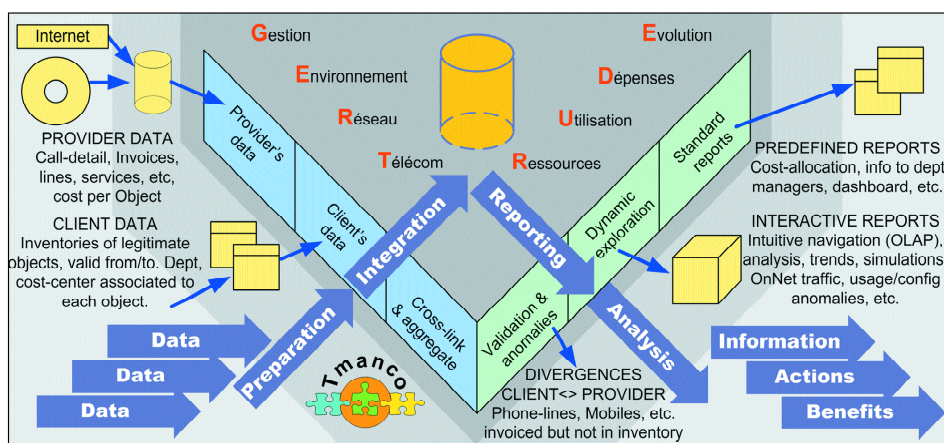 Internet
PROVIDER DATA
Call-detail, Invoices,
lines, services, etc,
cost per Object
CLIENT DATA
Inventories of legitimate
objects, valid from/to. Dept,
cost-center associated to
each object.
Data
Data
Data
Preparation
Integration
Provider's
data
Client's
data
Cross-link
& aggregate
Gestion
Environnement
Réseau
Télécom
Evolution
Dépenses
Utilisation
Ressources
Reporting
Analysis
Validation &
anomalies
Dynamic
exploration
Standard
reports
Tmanco
DIVERGENCES
CLIENT<> PROVIDER
Phone-lines, Mobiles, etc.
invoiced but not in inventory
PREDEFINED REPORTS
Cost-allocation, info to dept
managers, dashboard, etc.
INTERACTIVE REPORTS
Intuitive navigation (OLAP),
analysis, trends, simulations
OnNet traffic, usage/config
anomalies, etc.
Information
Actions
Benefits